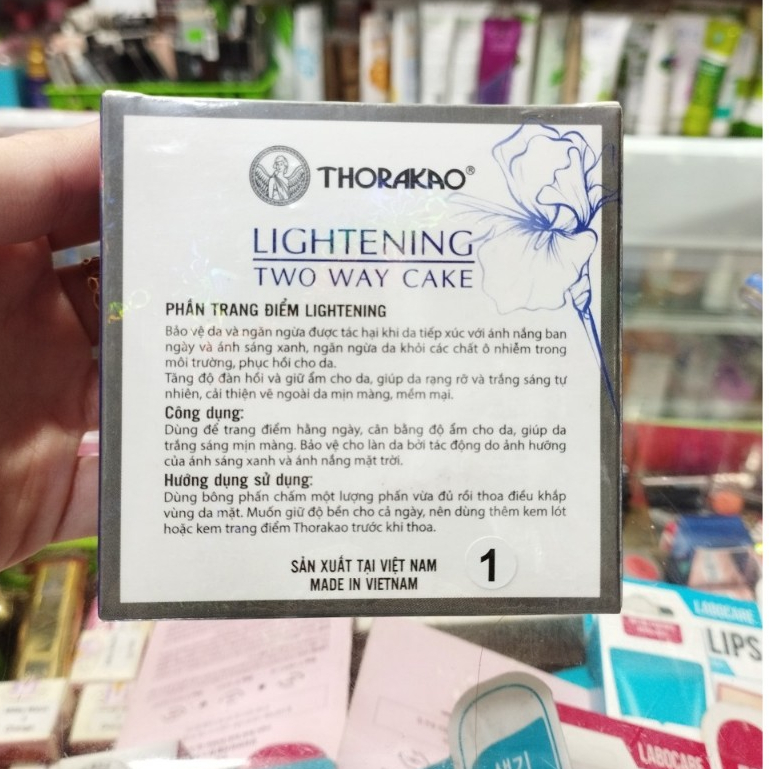 THORAKAO®
LIGHTENING
TWO WAY CAKE
PHẤN TRANG ĐIỂM LIGHTENING
Bảo vệ da và ngăn ngừa được tác hại khi da tiếp xúc với ánh nắng ban
ngày và ánh sáng xanh, ngăn ngừa da khỏi các chất ô nhiễm trong
môi trường, phục hồi cho da.
Tăng độ đàn hồi và giữ ẩm cho da, giúp da rạng rỡ và trắng sáng tự
nhiên, cải thiện vẻ ngoài da mịn màng, mềm mại.
Công dụng:
Dùng để trang điểm hằng ngày, cân bằng độ ẩm cho da, giúp da
trắng sáng mịn màng. Bảo vệ cho làn da bởi tác động do ảnh hưởng
của ánh sáng xanh và ánh nắng mặt trời.
Hướng dụng sử dụng:
Dùng bông phấn chấm một lượng phấn vừa đủ rồi thoa điều khắp
vùng da mặt. Muốn giữ độ bền cho cả ngày, nên dùng thêm kem lót
hoặc kem trang điểm Thorakao trước khi thoa.
SẢN XUẤT TẠI VIỆT NAM
MADE IN VIETNAM
1
LABOCARE
LIPS
LABOCARE